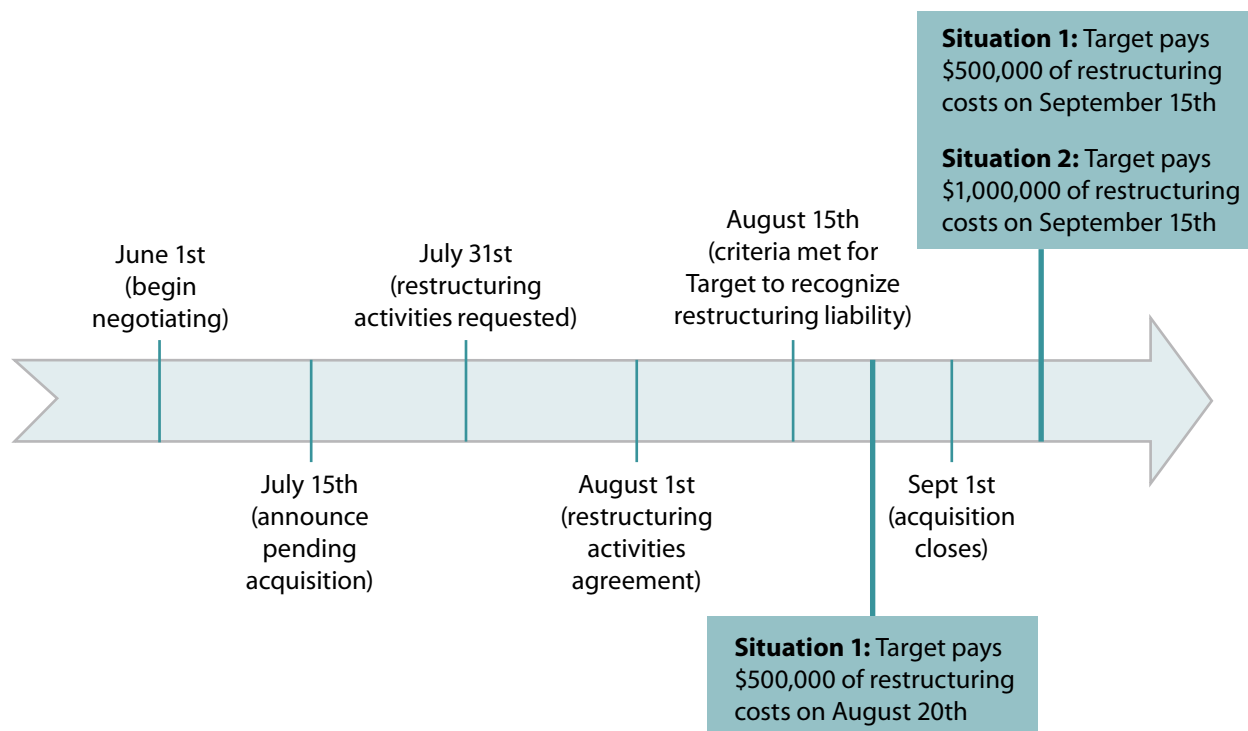 Situation 1: Target pays
$500,000 of restructuring
costs on September 15th
Situation 2: Target pays
$1,000,000 of restructuring
costs on September 15th
June 1st
(begin
negotiating)
July 31st
(restructuring
activities requested)
August 15th
(criteria met for
Target to recognize
restructuring liability)
July 15th
(announce
pending
acquisition)
August 1st
(restructuring
activities
agreement)
Sept 1st
(acquisition
closes)
Situation 1: Target pays
$500,000 of restructuring
costs on August 20th